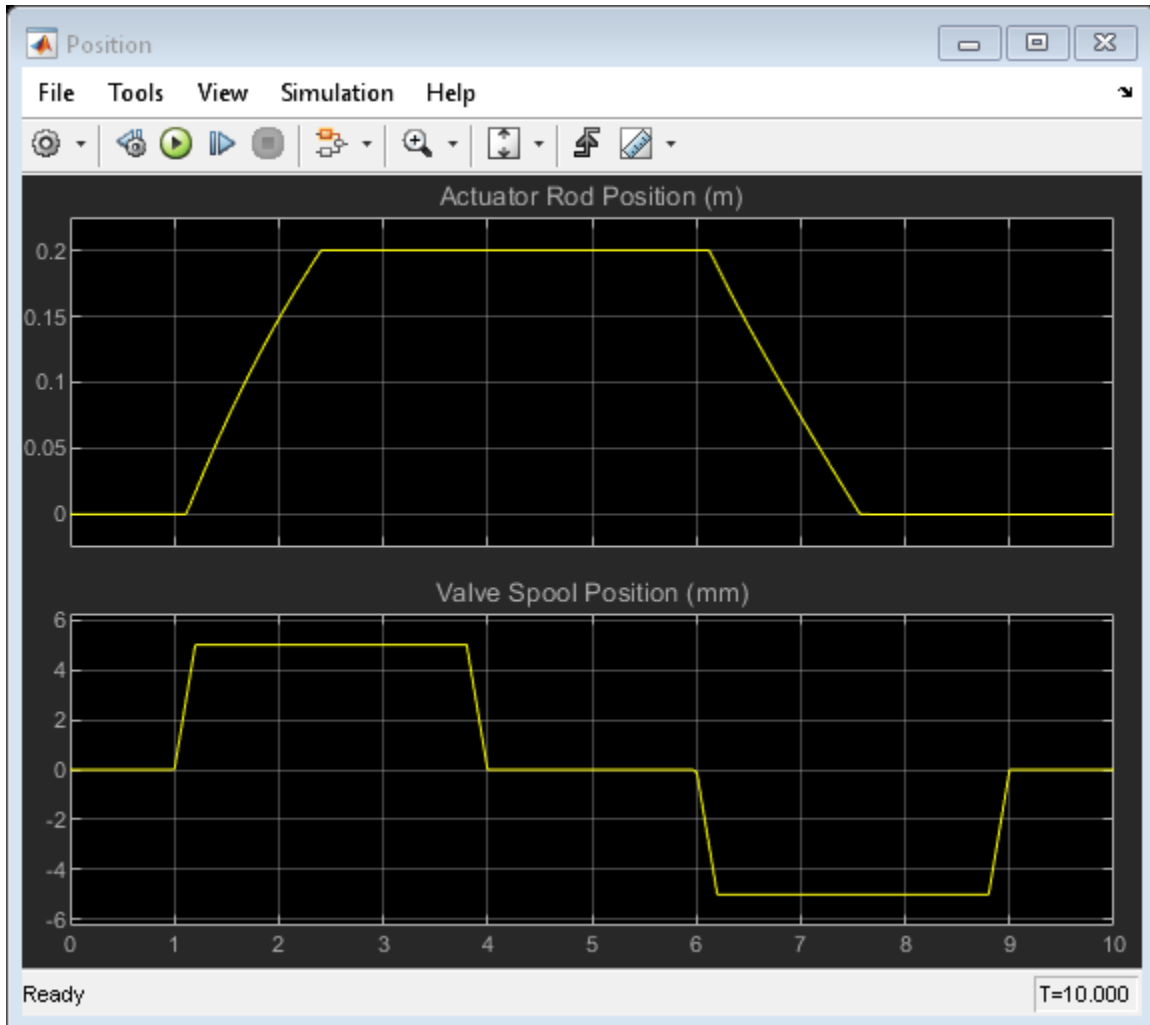 Position
File Tools View Simulation Help
Actuator Rod Position (m)
0.2
0.15
0.1
0.05
0
Valve Spool Position (mm)
6
4
2
0
-2
-4
-6
0 1 2 3 4 5 6 7 8 9 10
Ready T=10.000